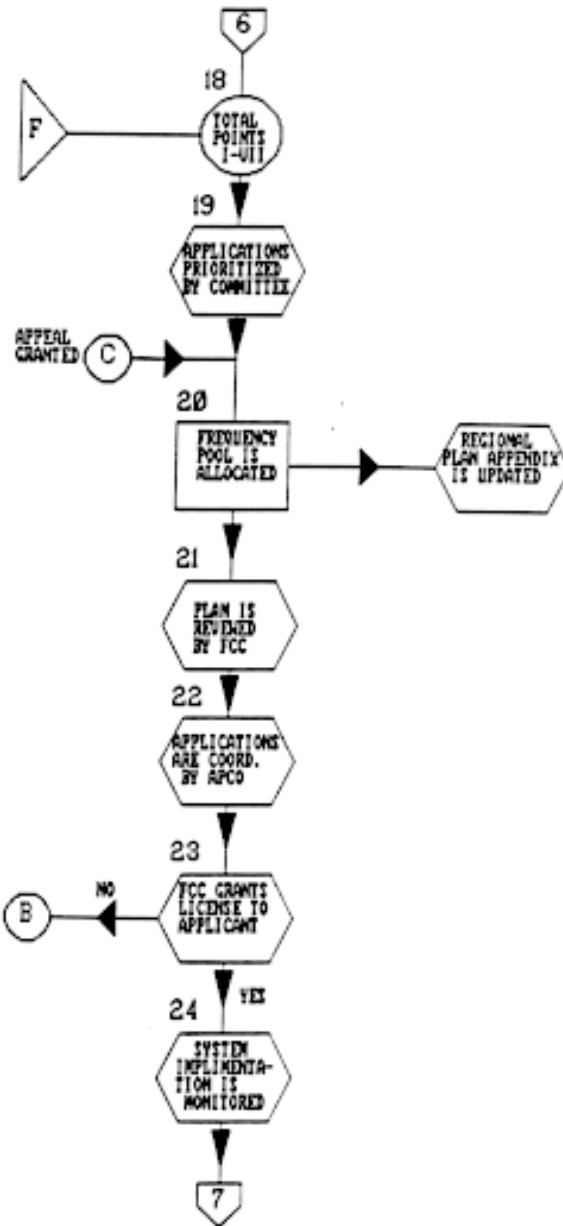 6
18
F
TOTAL
POINTS
I-VII
19
APPLICATIONS
PRIORITIZED
BY COMMITTEE
APPEAL
GRANTED
C
20
FREQUENCY
POOL IS
ALLOCATED
REGIONAL
PLAN APPENDIX
IS UPDATED
21
PLAN IS
REVIEWED
BY FCC
22
APPLICATIONS
ARE COORD.
BY APCO
23
NO
B
FCC GRANTS
LICENSE TO
APPLICANT
YES
24
SYSTEM
IMPLIMENTA-
TION IS
MONITORED
7